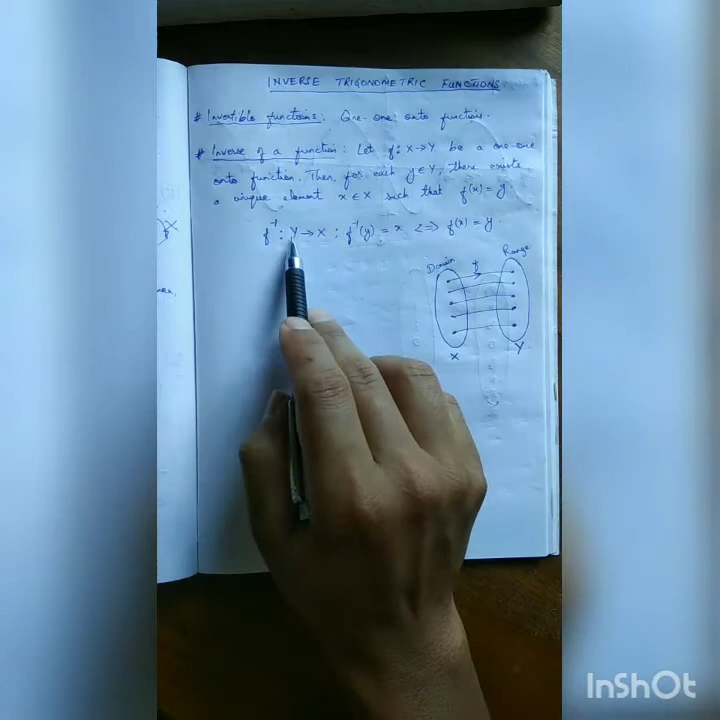 INVERSE TRIGONOMETRIC FUNCTIONS.
# Invertible functions: One-one onto function.
# Inverse of a function: Let f: X→Y be a one-one
onto function. Then, for each y ∈ Y, there exists
a unique element x ∈ X such that f(x) = y
f⁻¹ : Y → X : f⁻¹(y) = x <=> f(x) = y.
Domain f Range
X Y
InShOt